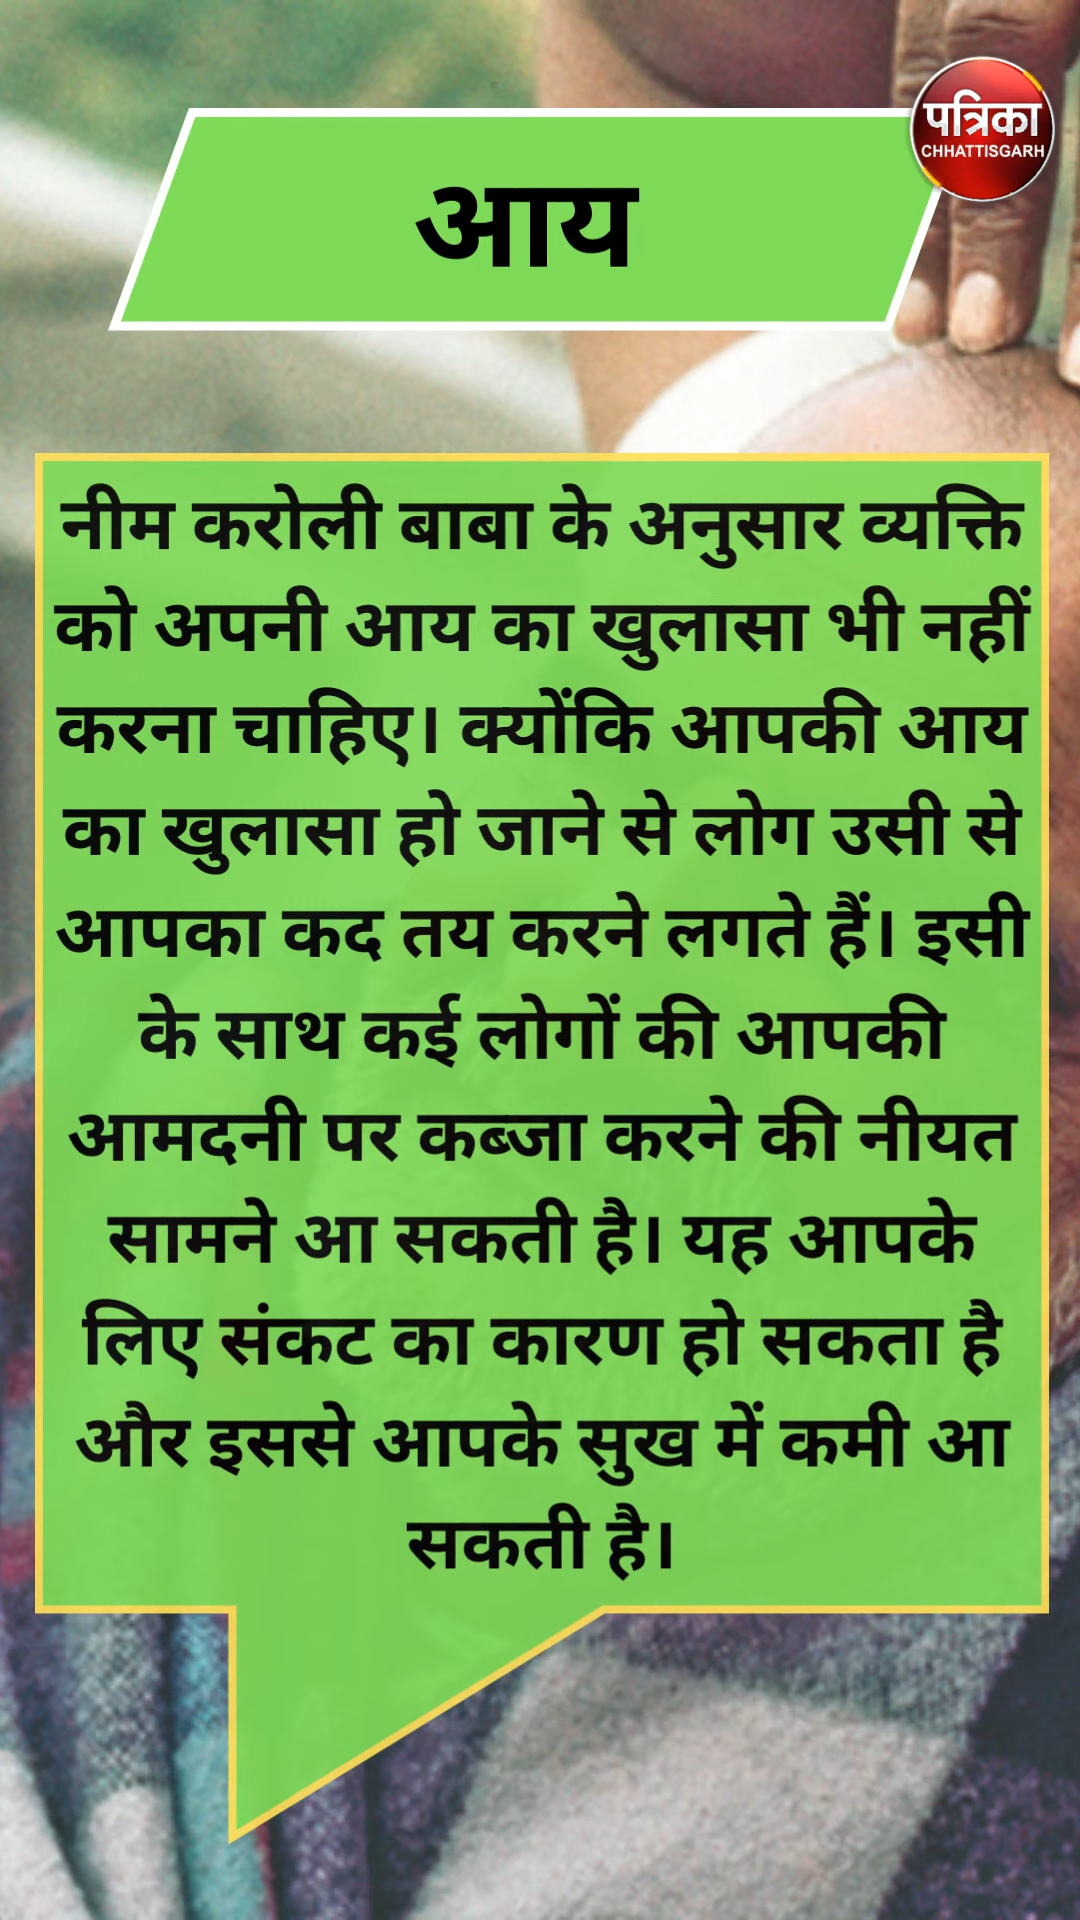 पत्रिका
CHHATTISGARH
आय
नीम करोली बाबा के अनुसार व्यक्ति
को अपनी आय का खुलासा भी नहीं
करना चाहिए। क्योंकि आपकी आय
का खुलासा हो जाने से लोग उसी से
आपका कद तय करने लगते हैं। इसी
के साथ कई लोगों की आपकी
आमदनी पर कब्जा करने की नीयत
सामने आ सकती है। यह आपके
लिए संकट का कारण हो सकता है
और इससे आपके सुख में कमी आ
सकती है।